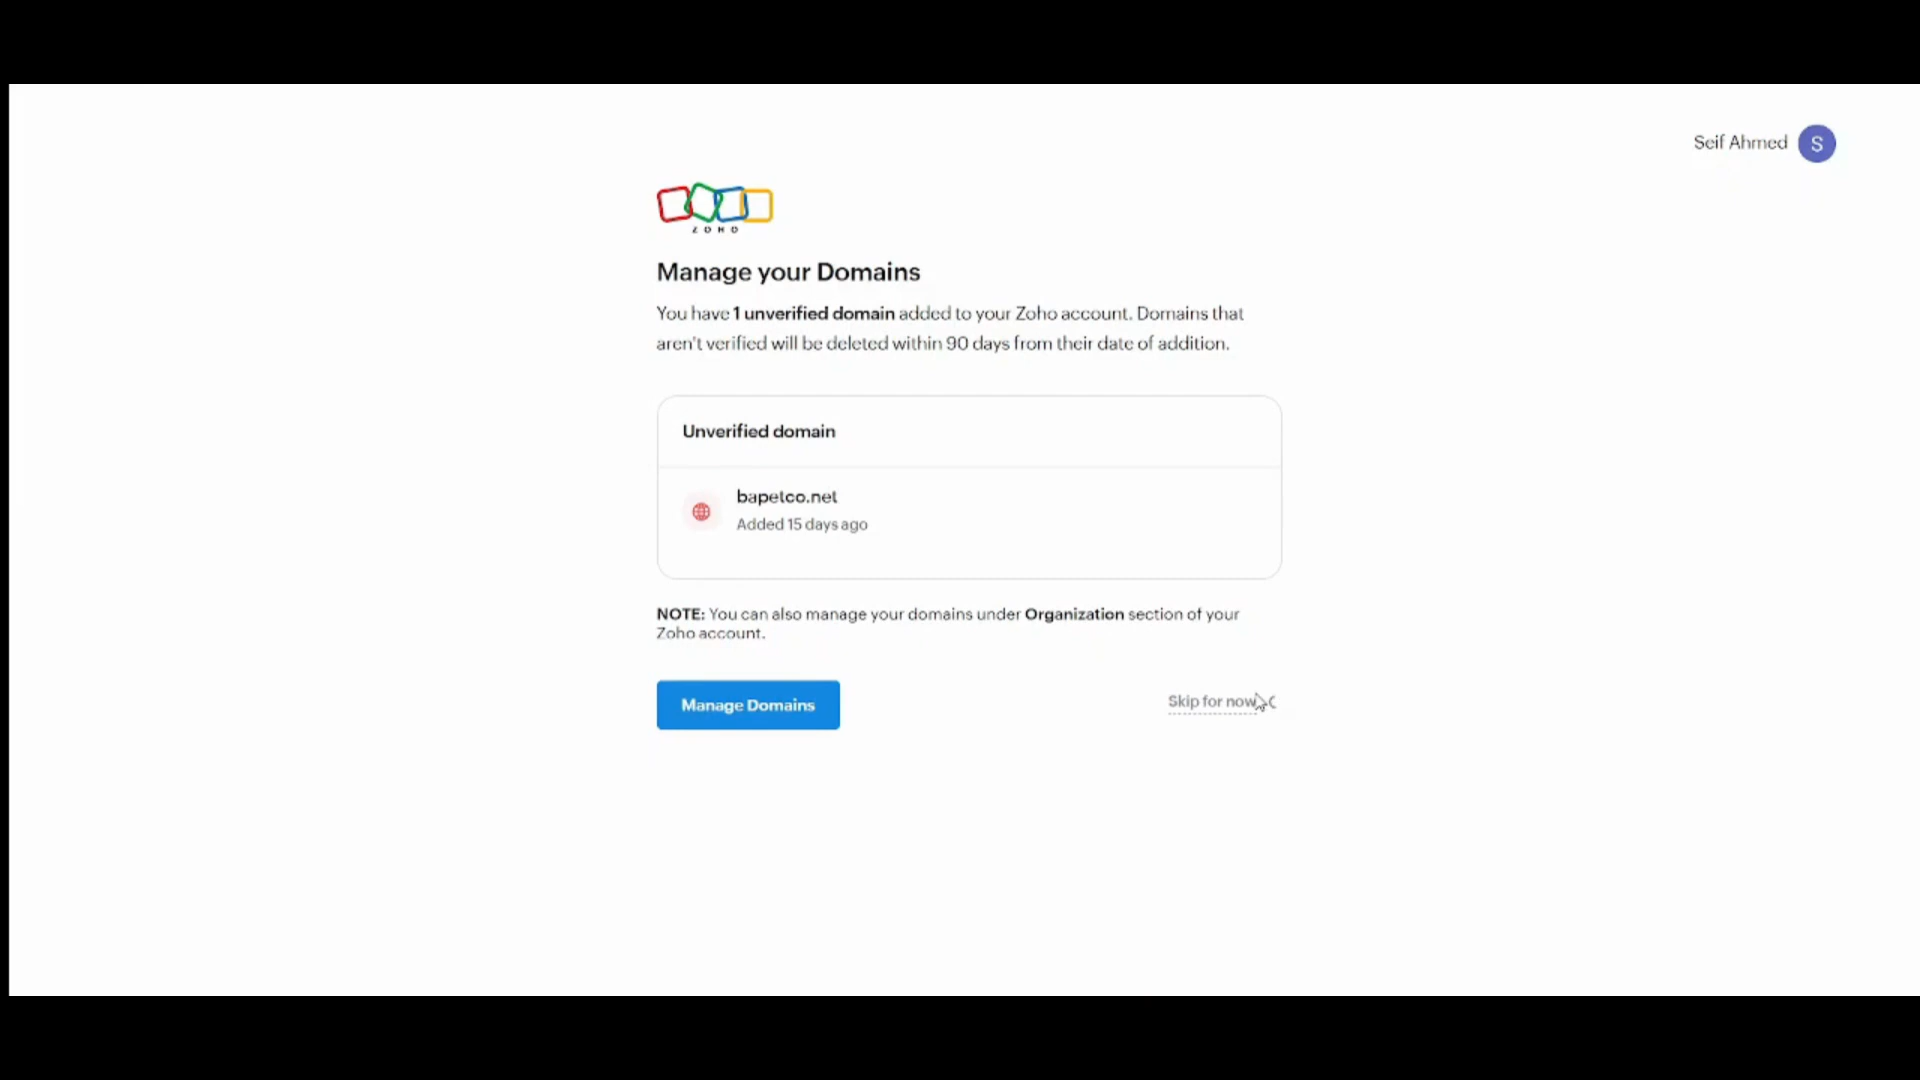 Seif Ahmed
S
ZOHO
Manage your Domains
You have 1 unverified domain added to your Zoho account. Domains that
aren't verified will be deleted within 90 days from their date of addition.
Unverified domain
bapetco.net
Added 15 days ago
NOTE: You can also manage your domains under Organization section of your
Zoho account.
Manage Domains
Skip for now